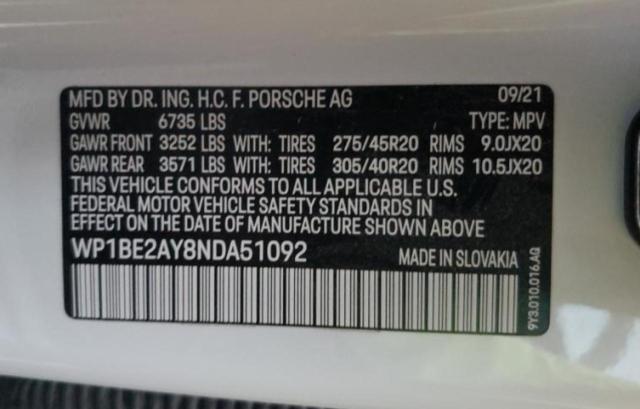 MFD BY DR. ING. H.C. F. PORSCHE AG 09/21
GVWR 6735 LBS TYPE: MPV
GAWR FRONT 3252 LBS WITH: TIRES 275/45R20 RIMS 9.0JX20
GAWR REAR 3571 LBS WITH: TIRES 305/40R20 RIMS 10.5JX20
THIS VEHICLE CONFORMS TO ALL APPLICABLE U.S.
FEDERAL MOTOR VEHICLE SAFETY STANDARDS IN
EFFECT ON THE DATE OF MANUFACTURE SHOWN ABOVE
WP1BE2AY8NDA51092 MADE IN SLOVAKIA
9Y3.010.016.AQ